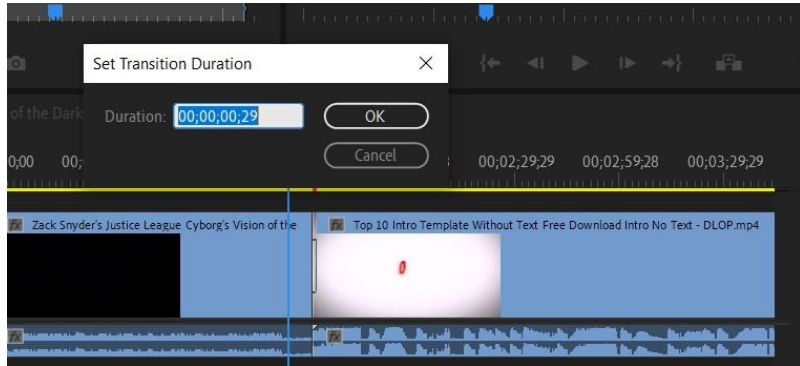 Set Transition Duration
of the Dark
Duration: 00;00;00;29
OK
Cancel
0;00
00;
00;02;29;29
00;02;59;28
00;03;29;29
fx Zack Snyder's Justice League Cyborg's Vision of the
fx Top 10 Intro Template Without Text Free Download Intro No Text - DLOP.mp4
0
fx
fx